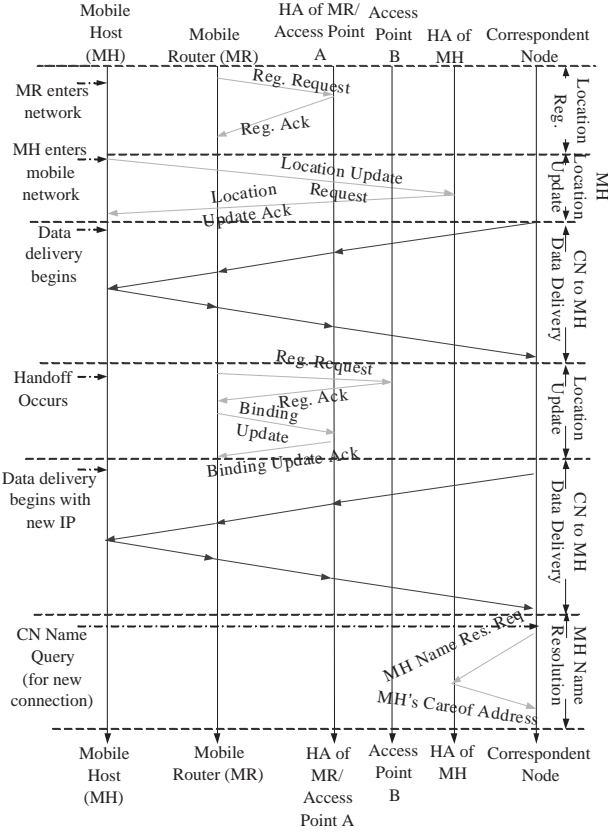 Mobile
Host
(MH)
Mobile
Router (MR)
HA of MR/
Access Point
A
Access
Point
B
HA of
MH
Correspondent
Node
MR enters
network
Reg. Request
Reg. Ack
Location
Reg.
MH enters
mobile
network
Location Update
Request
Location
Update Ack
MH
Location
Update
Data
delivery
begins
CN to MH
Data Delivery
Handoff
Occurs
Reg. Request
Reg. Ack
Binding
Update
Binding Update Ack
Location
Update
Data delivery
begins with
new IP
CN to MH
Data Delivery
CN Name
Query
(for new
connection)
MH Name Res. Req
MH's Careof Address
MH Name
Resolution
Mobile
Host
(MH)
Mobile
Router (MR)
HA of
MR/
Access
Point A
Access
Point
B
HA of
MH
Correspondent
Node